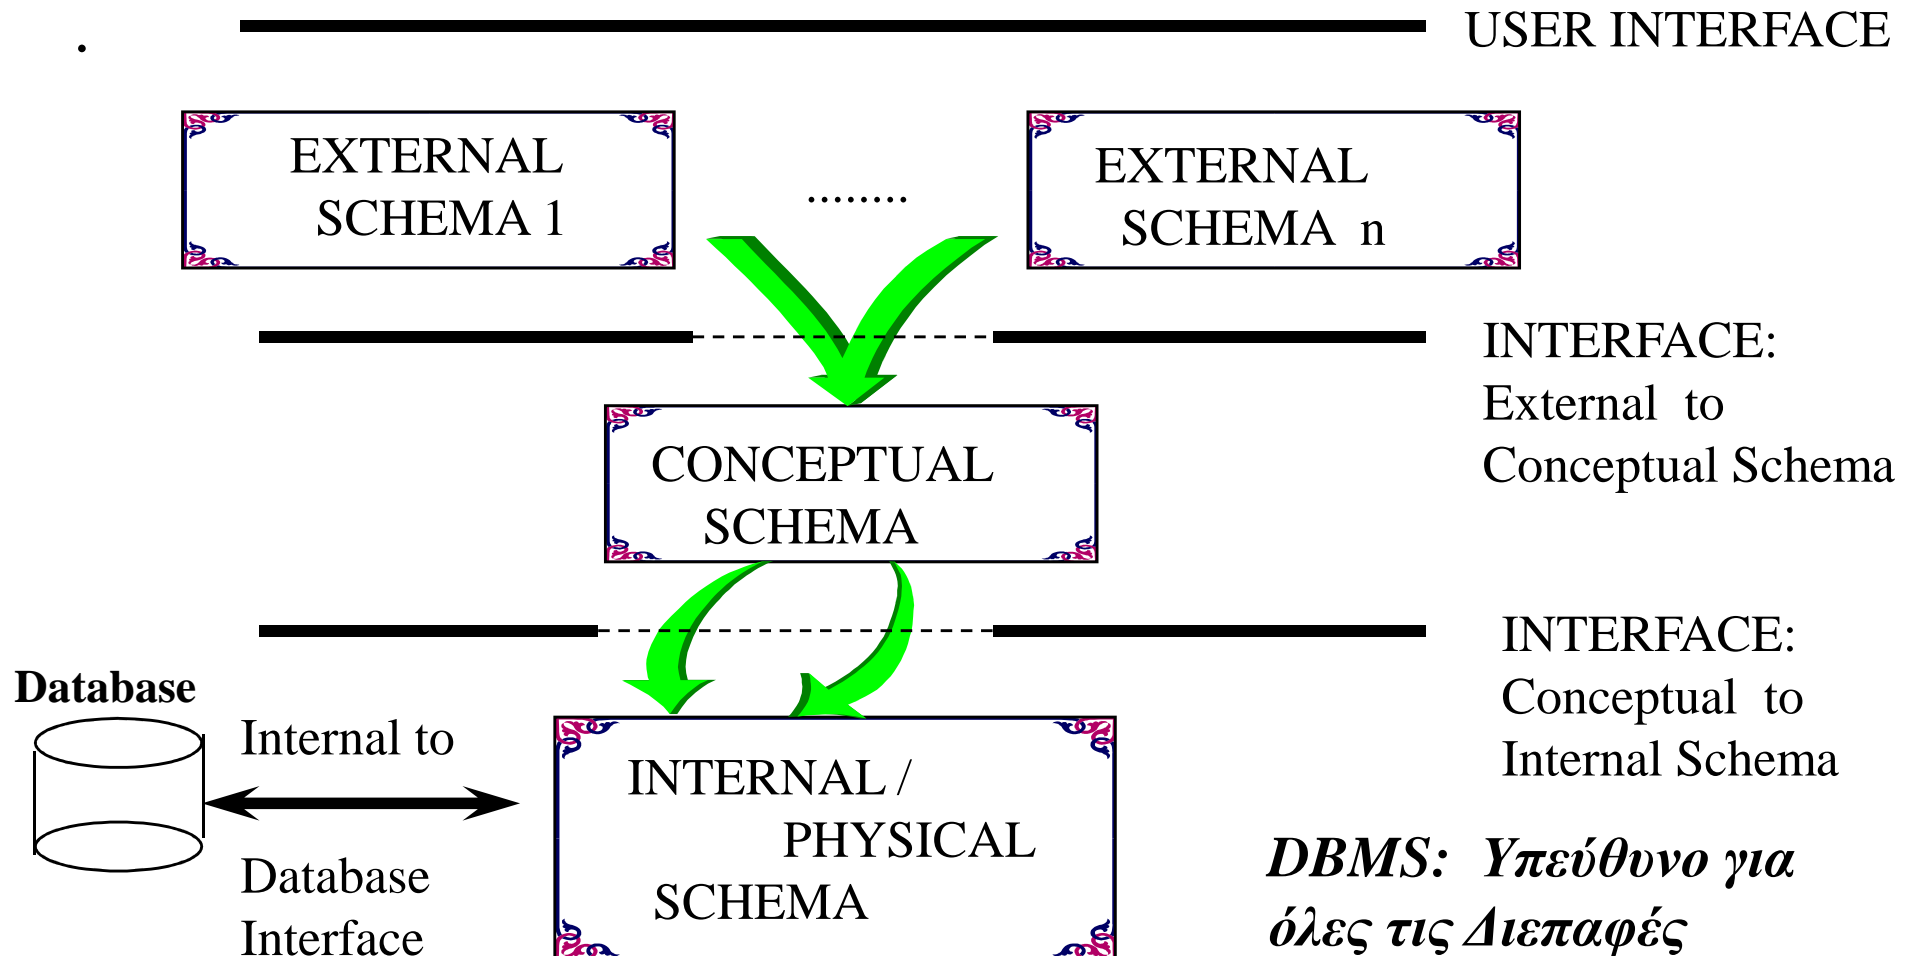 .
USER INTERFACE
EXTERNAL
SCHEMA 1
........
EXTERNAL
SCHEMA n
INTERFACE:
External to
Conceptual Schema
CONCEPTUAL
SCHEMA
INTERFACE:
Conceptual to
Internal Schema
Database
Internal to
Database
Interface
INTERNAL /
PHYSICAL
SCHEMA
DBMS: Υπεύθυνο για
όλες τις Διεπαφές